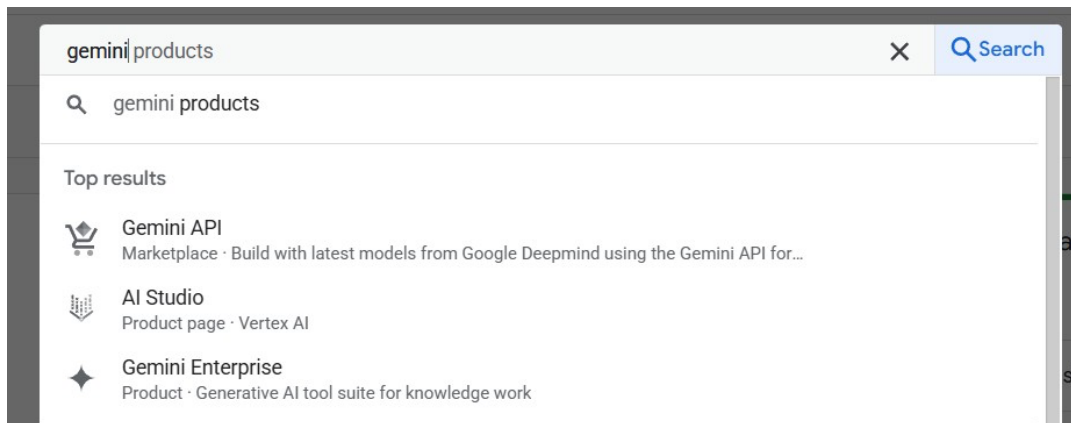 gemini products
Search
gemini products
Top results
Gemini API
Marketplace · Build with latest models from Google Deepmind using the Gemini API for...
AI Studio
Product page · Vertex AI
Gemini Enterprise
Product · Generative AI tool suite for knowledge work